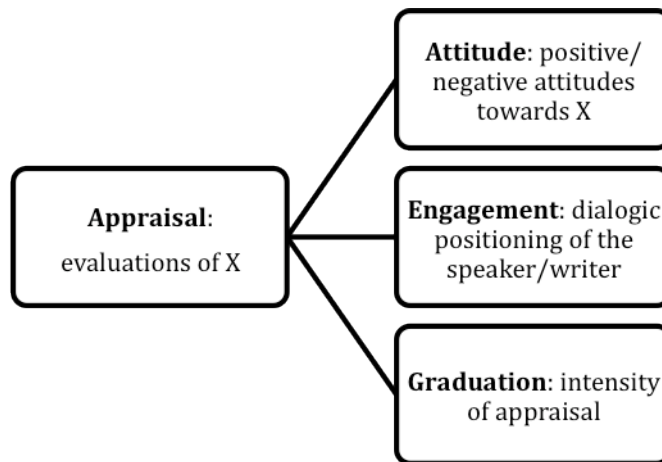 Appraisal:
evaluations of X
Attitude: positive/
negative attitudes
towards X
Engagement: dialogic
positioning of the
speaker/writer
Graduation: intensity
of appraisal